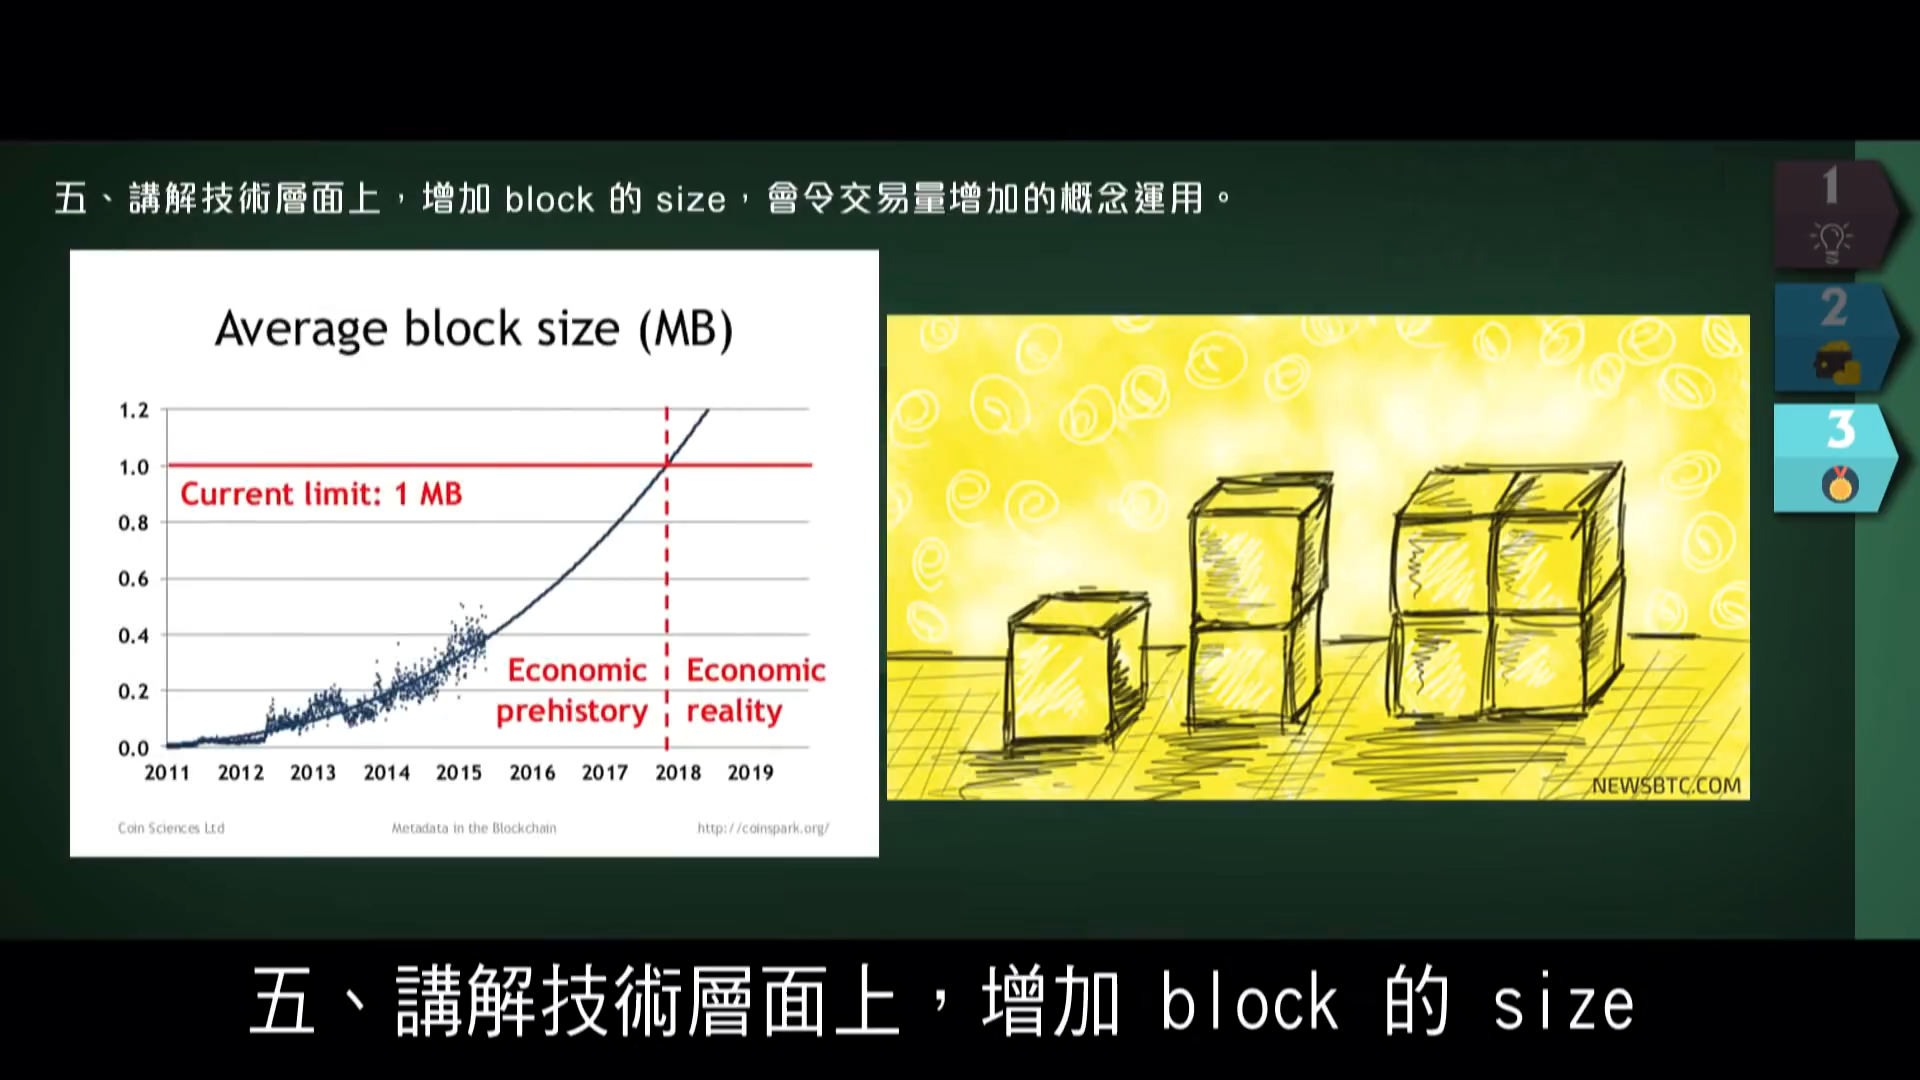 五、講解技術層面上，增加 block 的 size，會令交易量增加的概念運用。
Average block size (MB)
1.2
1.0
Current limit: 1 MB
0.8
0.6
0.4
0.2
0.0
Economic prehistory
Economic reality
2011 2012 2013 2014 2015 2016 2017 2018 2019
Coin Sciences Ltd
Metadata in the Blockchain
http://coinspark.org/
NEWSBTC.COM
1
2
3
五、講解技術層面上，增加 block 的 size